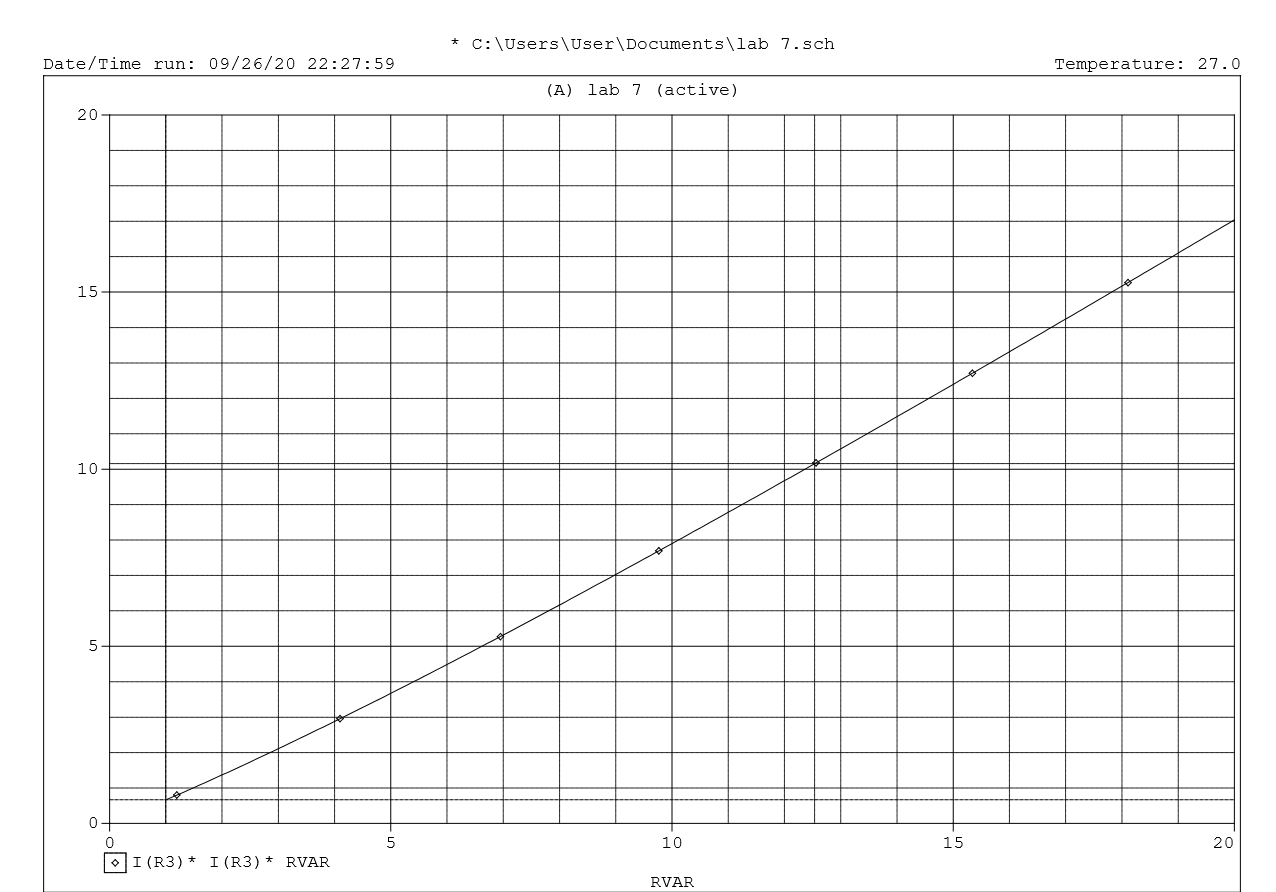 * C:\Users\User\Documents\lab 7.sch
Date/Time run: 09/26/20 22:27:59 Temperature: 27.0
(A) lab 7 (active)
20
15
10
5
0
0 5 10 15 20
I(R3)* I(R3)* RVAR
RVAR